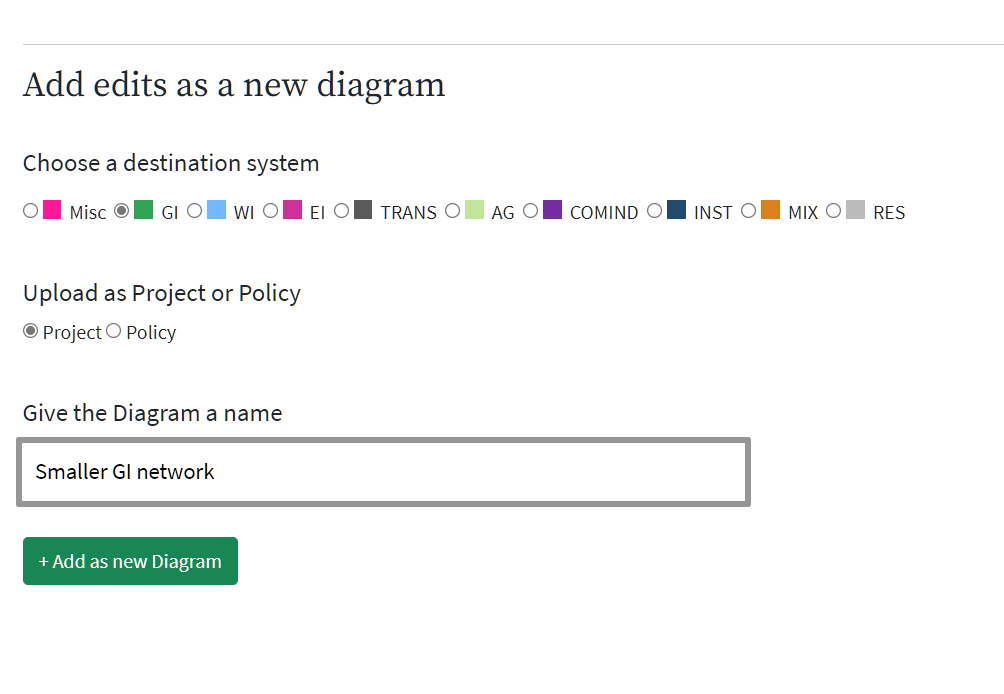 Add edits as a new diagram
Choose a destination system
Misc GI WI EI TRANS AG COMIND INST MIX RES
Upload as Project or Policy
Project Policy
Give the Diagram a name
Smaller GI network
+ Add as new Diagram